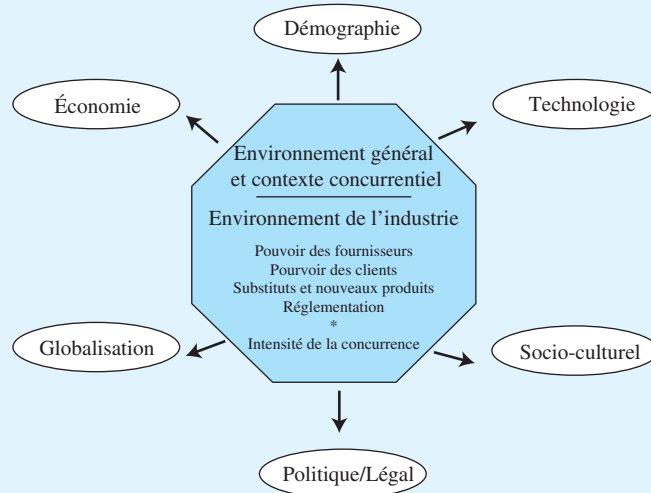 Démographie
Économie
Technologie
Environnement général
et contexte concurrentiel
Environnement de l'industrie
Pouvoir des fournisseurs
Pourvoir des clients
Substituts et nouveaux produits
Réglementation
*
Intensité de la concurrence
Globalisation
Socio-culturel
Politique/Légal